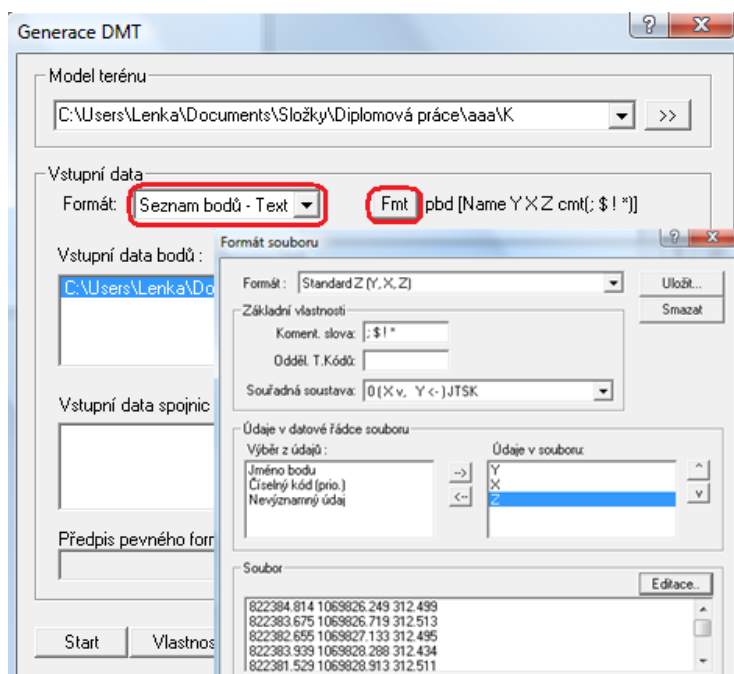 Generace DMT
Model terénu
C:\Users\Lenka\Documents\Složky\Diplomová práce\aaa\K
>>
Vstupní data
Formát: Seznam bodů - Text Fmt pbd [Name Y X Z cmt(; $ ! *)]
Vstupní data bodů :
C:\Users\Lenka\Do
Vstupní data spojnic
Předpis pevného forr
Start Vlastnos
Formát souboru
Formát : Standard Z (Y, X, Z) Uložit...
Smazat
Základní vlastnosti
Koment. slova: ; $ ! *
Odděl. T.Kódů:
Souřadná soustava: 0 ( X v, Y <- ) JTSK
Údaje v datové řádce souboru
Výběr z údajů : Údaje v souboru:
Jméno bodu
Číselný kód (prio.)
Nevýznamný údaj
-->
<--
Y
X
Z
^
v
Soubor
Editace..
822384.814 1069826.249 312.499
822383.675 1069826.719 312.513
822382.655 1069827.133 312.495
822383.939 1069828.288 312.434
822381.529 1069828.913 312.511